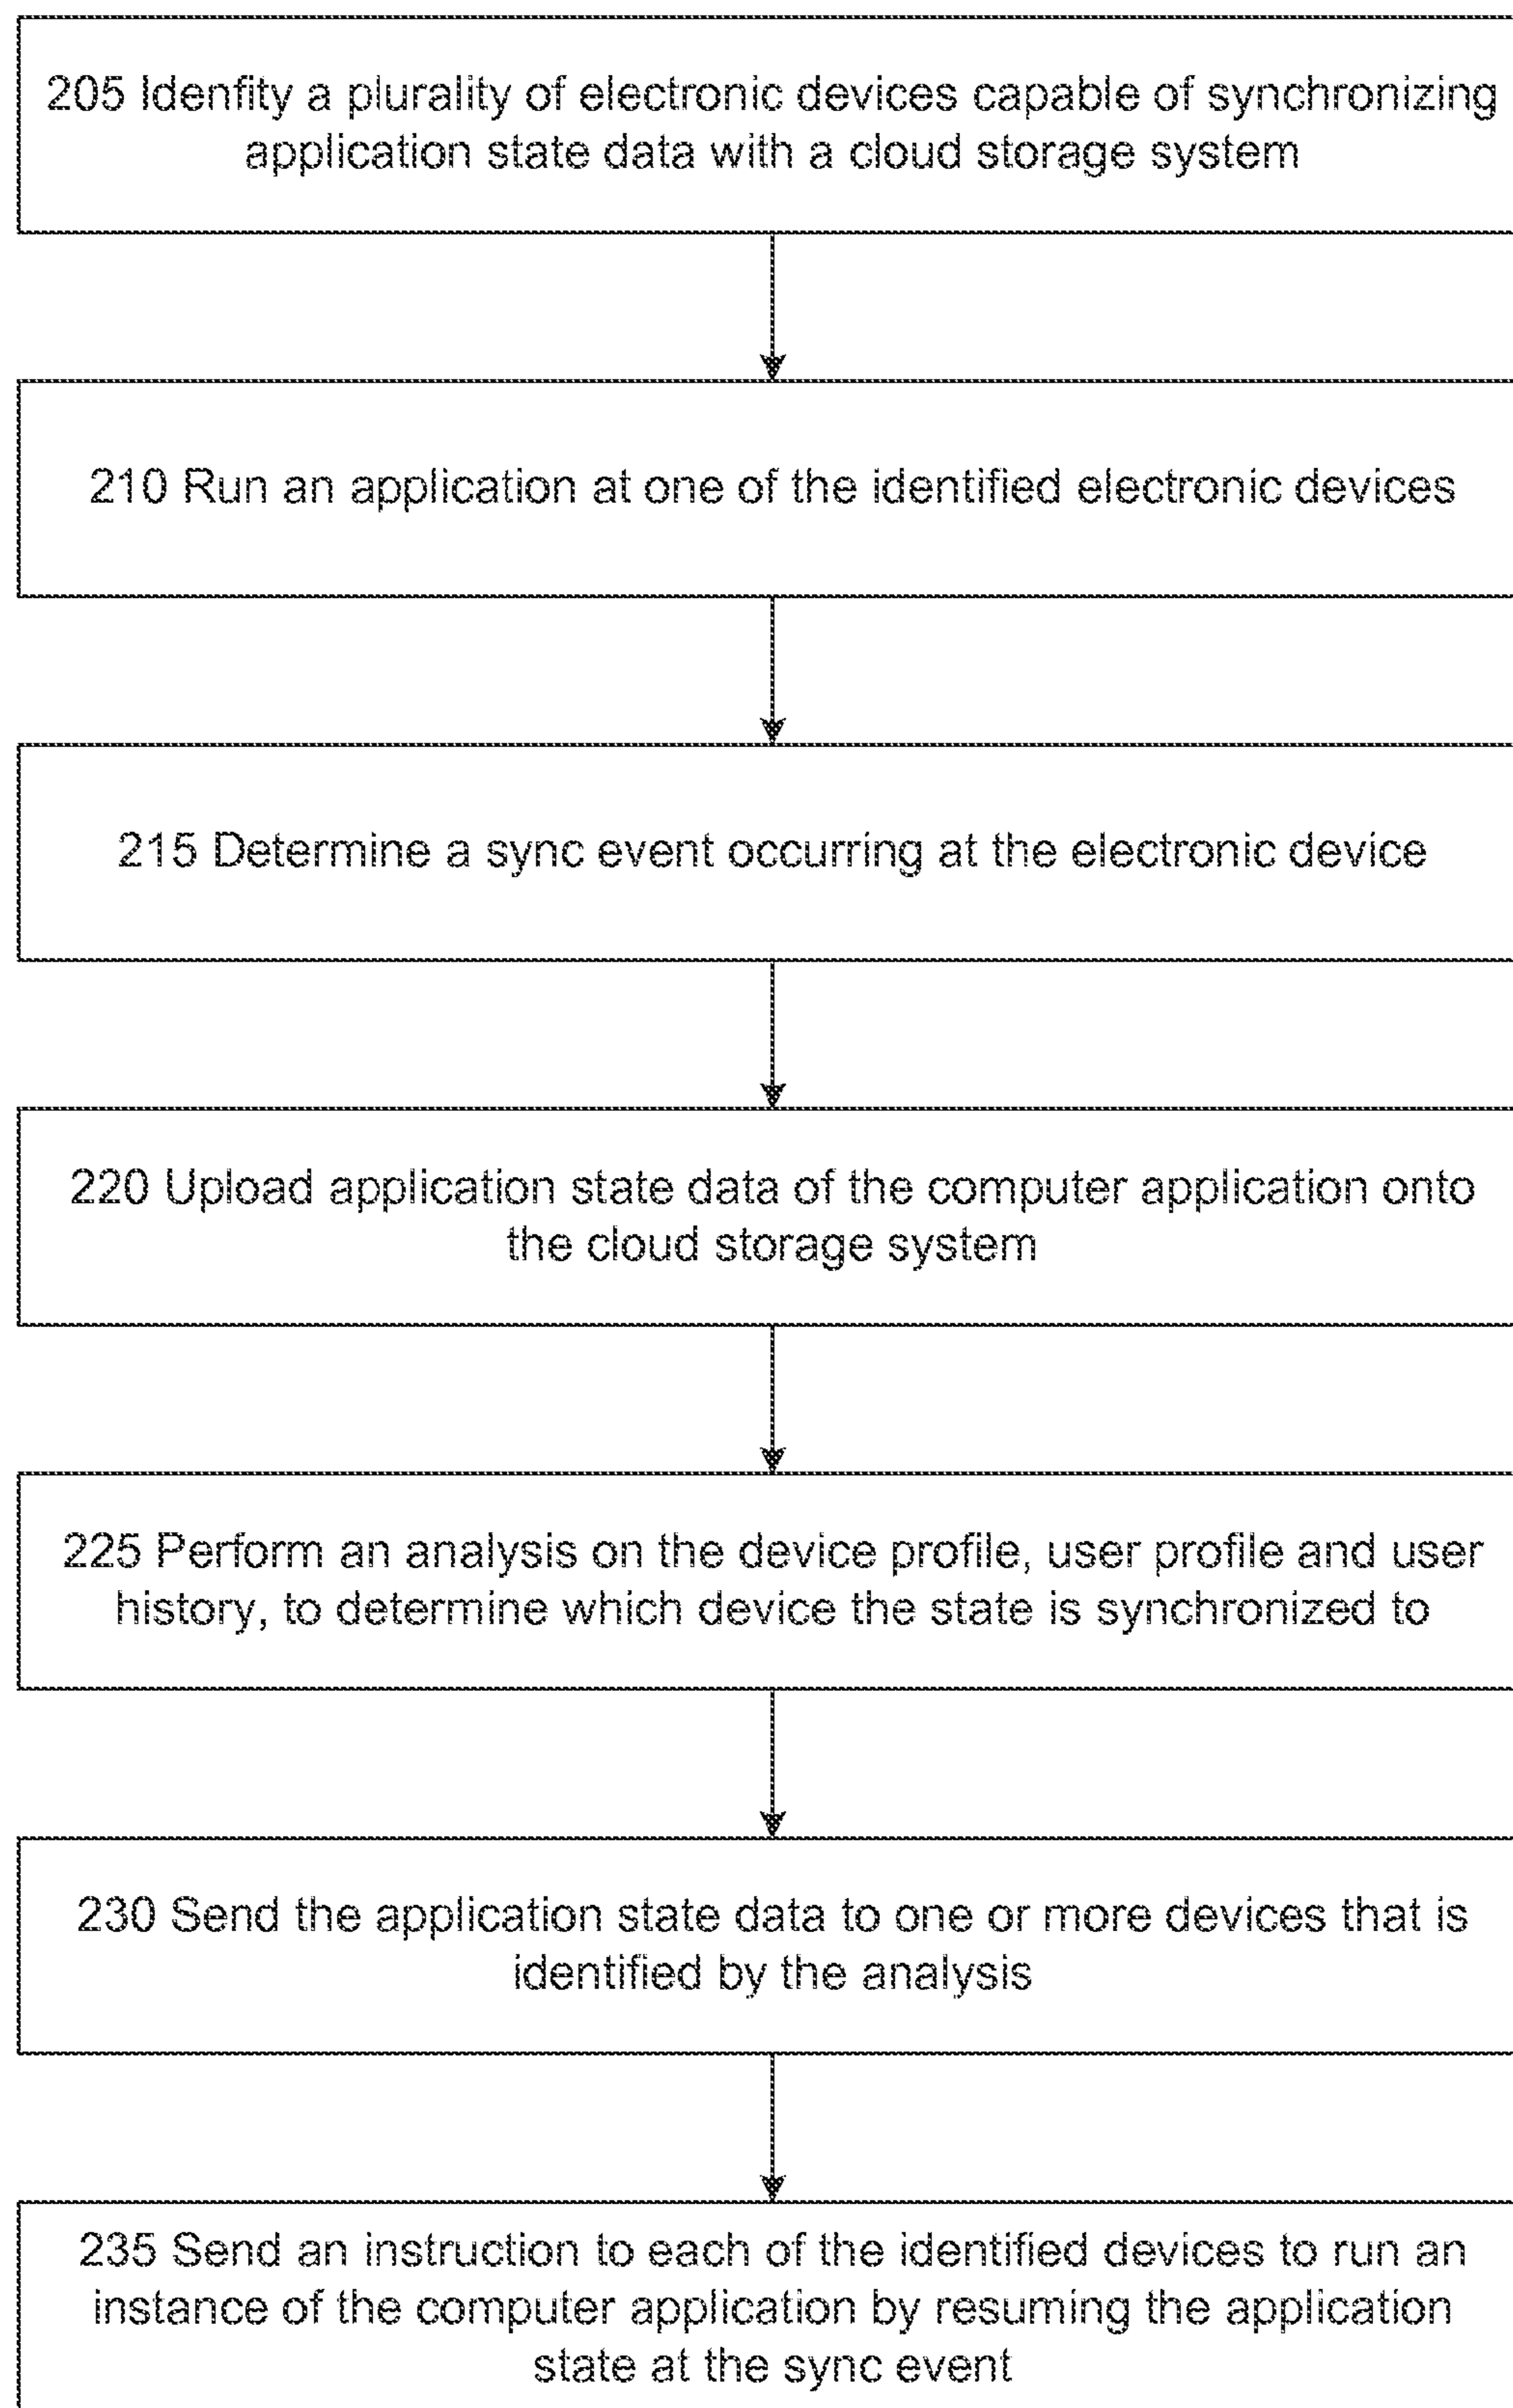 205 Idenfity a plurality of electronic devices capable of synchronizing
application state data with a cloud storage system
210 Run an application at one of the identified electronic devices
215 Determine a sync event occurring at the electronic device
220 Upload application state data of the computer application onto
the cloud storage system
225 Perform an analysis on the device profile, user profile and user
history, to determine which device the state is synchronized to
230 Send the application state data to one or more devices that is
identified by the analysis
235 Send an instruction to each of the identified devices to run an
instance of the computer application by resuming the application
state at the sync event